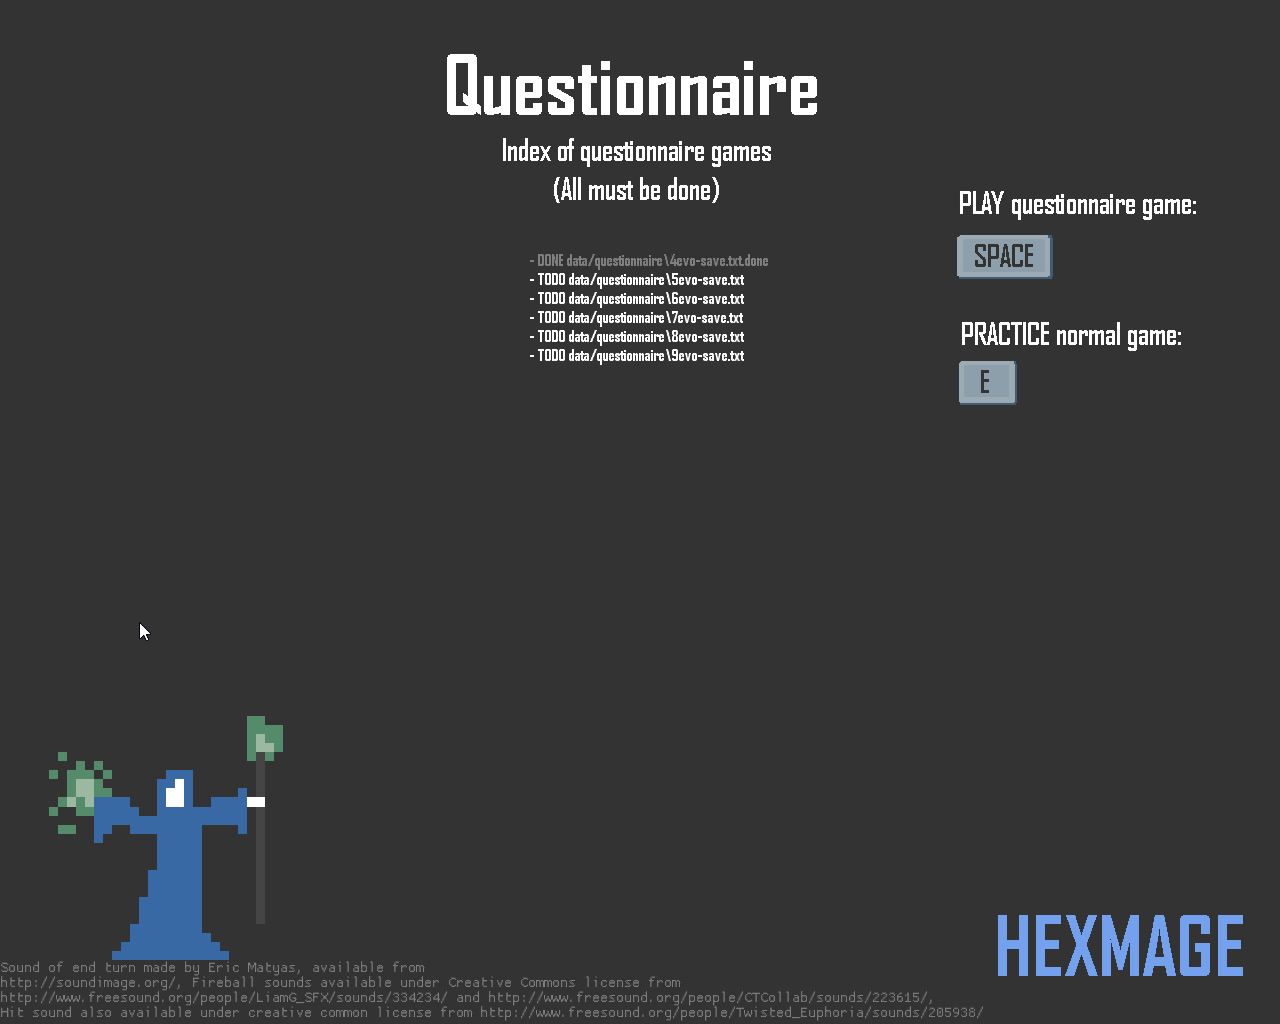 Questionnaire
Index of questionnaire games
(All must be done)
PLAY questionnaire game:
SPACE
- DONE data/questionnaire\4evo-save.txt.done
- TODO data/questionnaire\5evo-save.txt
- TODO data/questionnaire\6evo-save.txt
- TODO data/questionnaire\7evo-save.txt
- TODO data/questionnaire\8evo-save.txt
- TODO data/questionnaire\9evo-save.txt
PRACTICE normal game:
E
HEXMAGE
Sound of end turn made by Eric Matyas, available from
http://soundimage.org/, Fireball sounds available under Creative Commons license from
http://www.freesound.org/people/LiamG_SFX/sounds/334234/ and http://www.freesound.org/people/CTCollab/sounds/223615/,
Hit sound also available under creative common license from http://www.freesound.org/people/Twisted_Euphoria/sounds/205938/